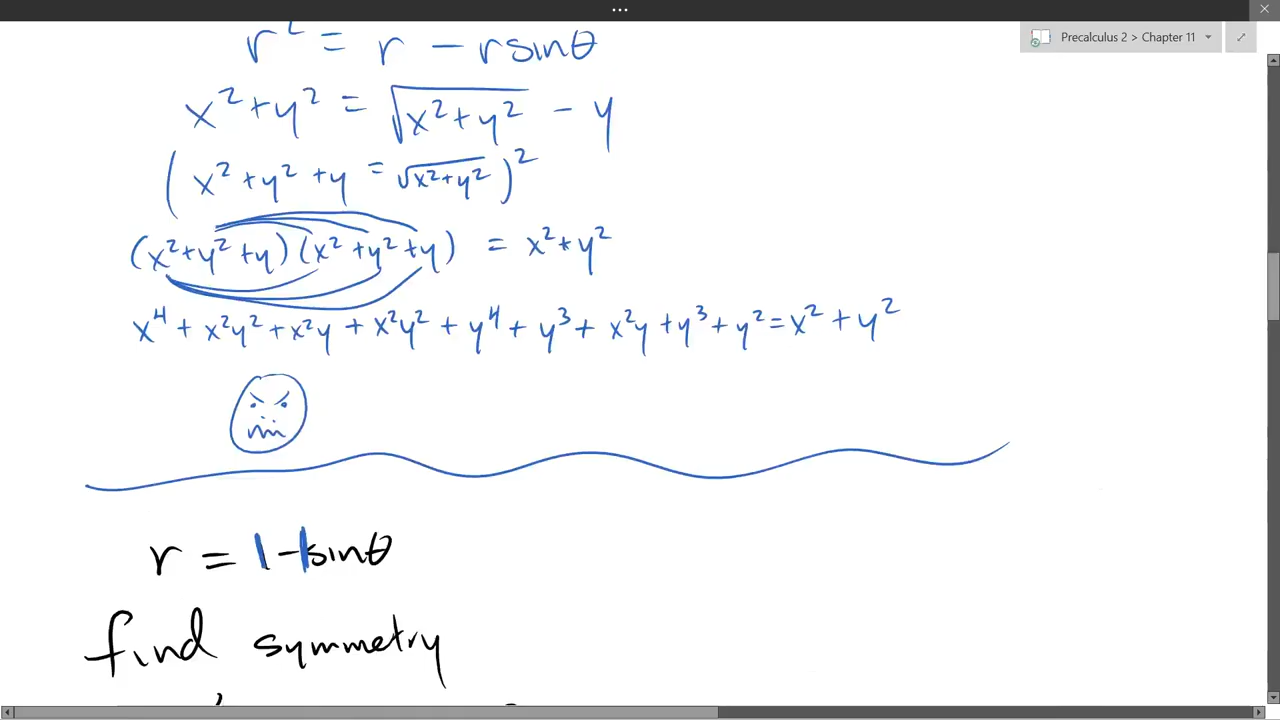 Precalculus 2 > Chapter 11
r² = r − r sinθ
x² + y² = √x² + y² − y
(x² + y² + y = √x² + y²)²
(x² + y² + y)(x² + y² + y) = x² + y²
x⁴ + x²y² + x²y + x²y² + y⁴ + y³ + x²y + y³ + y² = x² + y²
r = 1 − 1sinθ
find symmetry